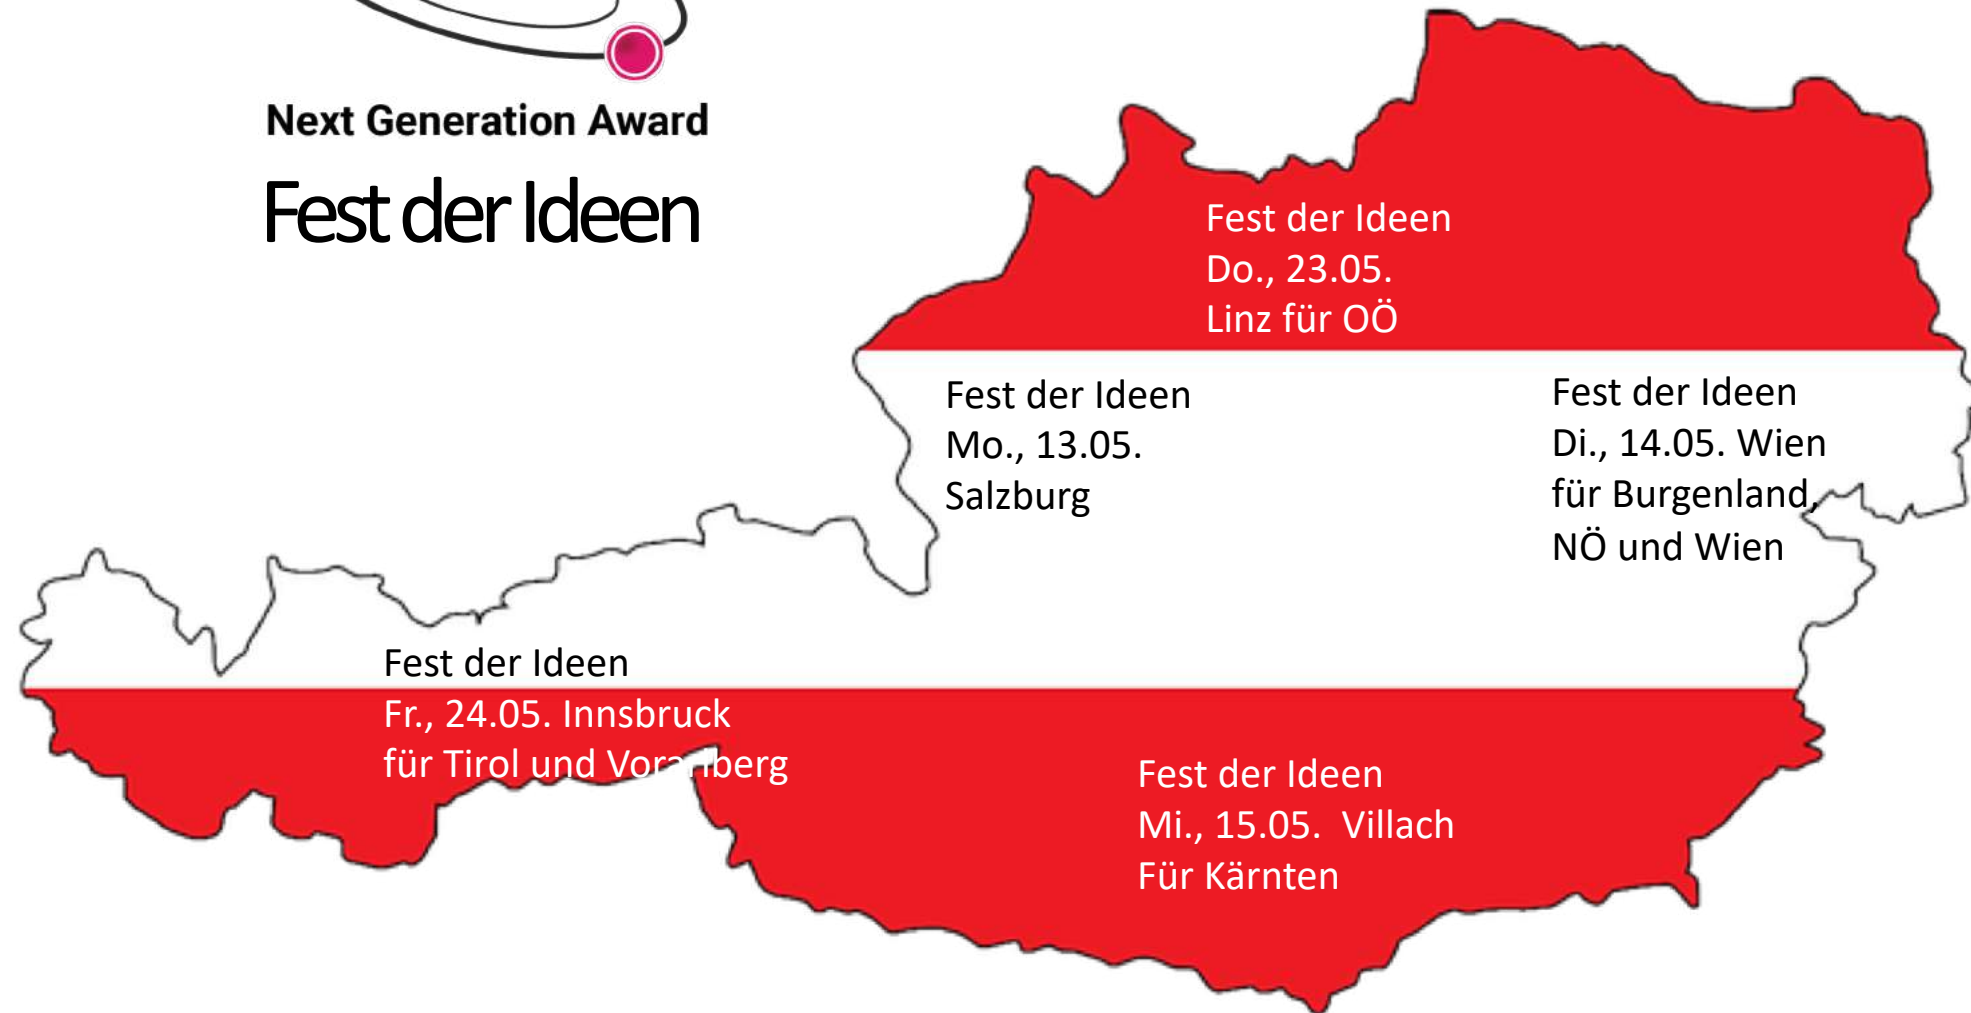 Next Generation Award
Fest der Ideen
Fest der Ideen
Do., 23.05.
Linz für OÖ
Fest der Ideen
Mo., 13.05.
Salzburg
Fest der Ideen
Di., 14.05. Wien
für Burgenland,
NÖ und Wien
Fest der Ideen
Fr., 24.05. Innsbruck
für Tirol und Vorarlberg
Fest der Ideen
Mi., 15.05. Villach
Für Kärnten